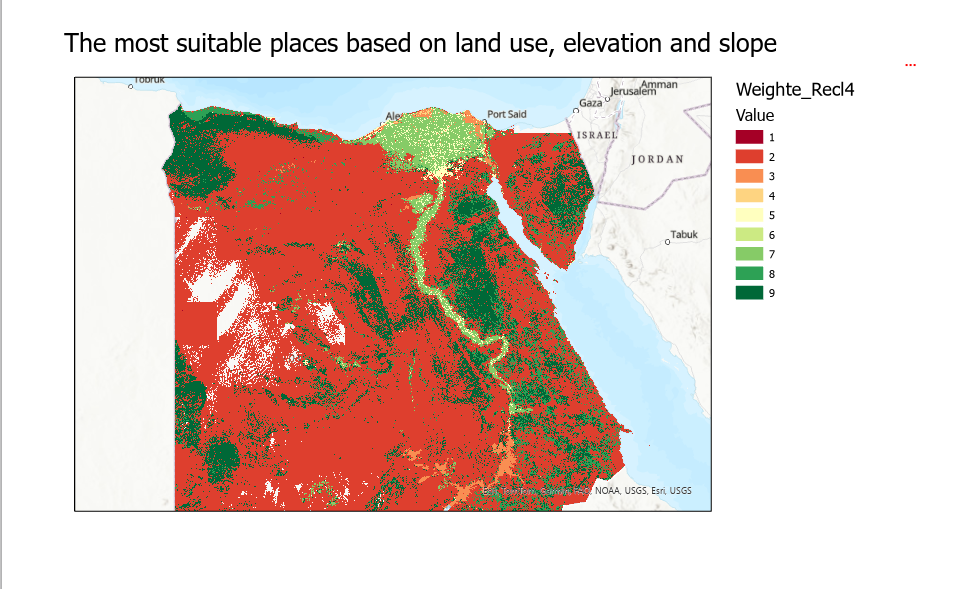 The most suitable places based on land use, elevation and slope
...
Weighte_Recl4
Value
1
2
3
4
5
6
7
8
9
Tobruk
Amman
Jerusalem
Gaza
Port Said
ISRAEL
JORDAN
Tabuk
NOAA, USGS, Esri, USGS